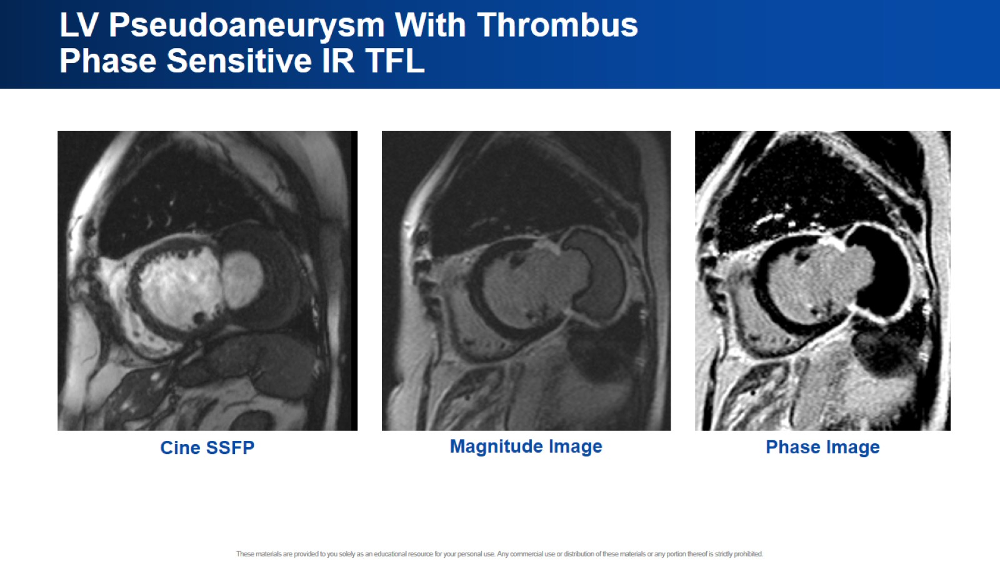 LV Pseudoaneurysm With Thrombus
Phase Sensitive IR TFL
Cine SSFP
Magnitude Image
Phase Image
These materials are provided to you solely as an educational resource for your personal use. Any commercial use or distribution of these materials or any portion thereof is strictly prohibited.